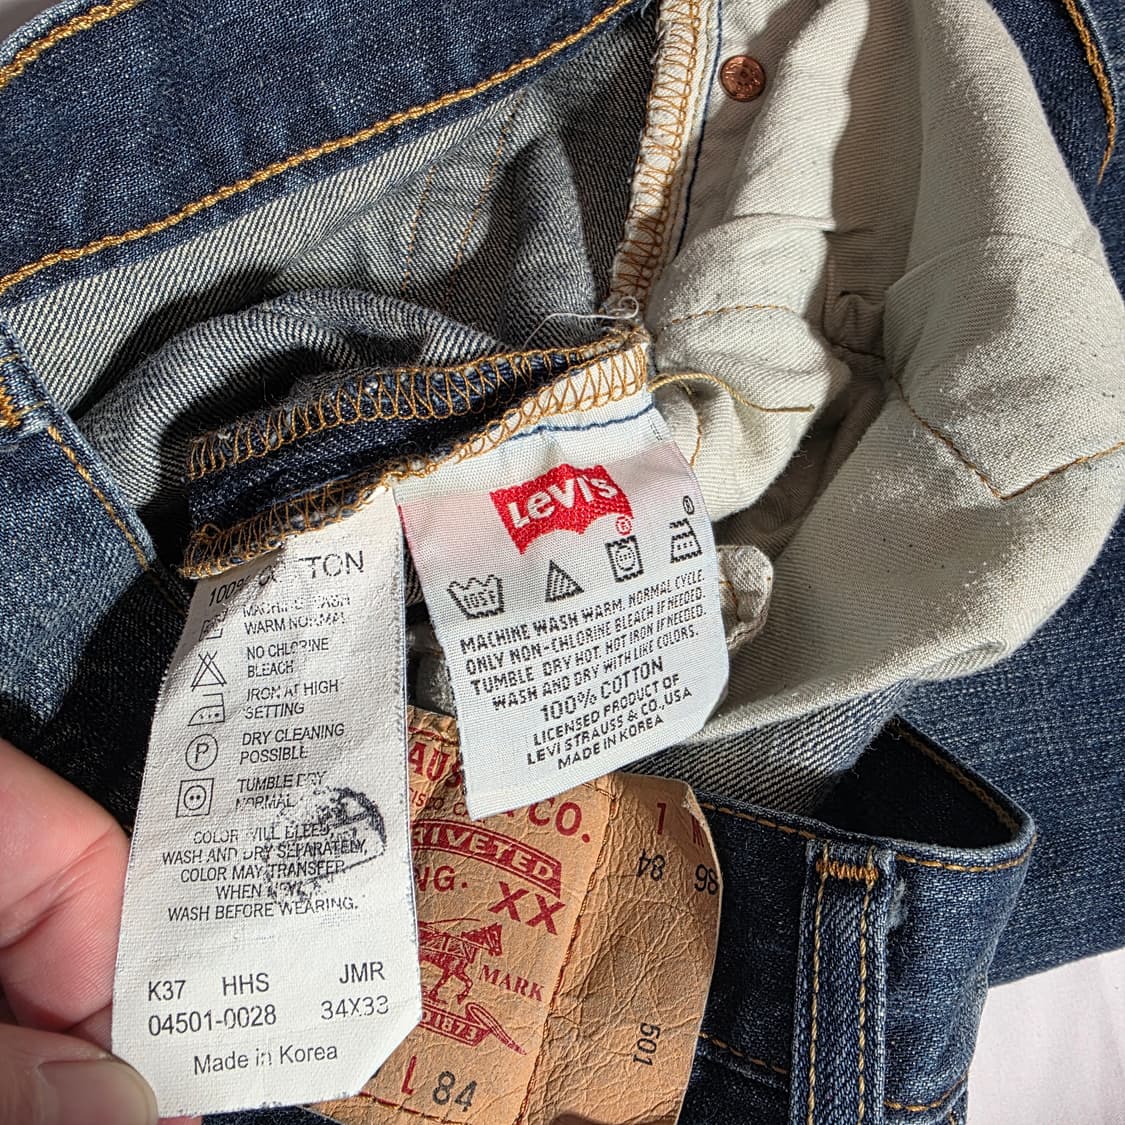 100% COTTON
MACHINE WASH
WARM NORMAL
NO CHLORINE
BLEACH
IRON AT HIGH
SETTING
DRY CLEANING
POSSIBLE
P
TUMBLE DRY
NORMAL
COLOR WILL BLEED,
WASH AND DRY SEPARATELY,
COLOR MAY TRANSFER
WHEN NEW,
WASH BEFORE WEARING.
K37 HHS JMR
04501-0028 34X33
Made in Korea
LEVI'S
®
MACHINE WASH WARM, NORMAL CYCLE.
ONLY NON-CHLORINE BLEACH IF NEEDED.
TUMBLE DRY HOT. HOT IRON IF NEEDED.
WASH AND DRY WITH LIKE COLORS.
100% COTTON
LICENSED PRODUCT OF
LEVI STRAUSS & CO.,USA
MADE IN KOREA
& CO.
XX
MARK
L 84
84
501